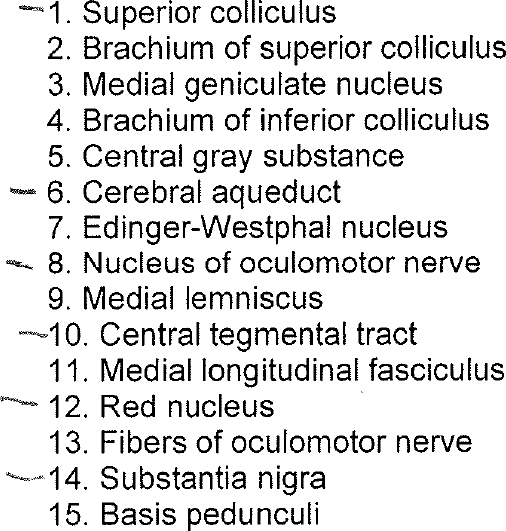 1. Superior colliculus
2. Brachium of superior colliculus
3. Medial geniculate nucleus
4. Brachium of inferior colliculus
5. Central gray substance
6. Cerebral aqueduct
7. Edinger-Westphal nucleus
8. Nucleus of oculomotor nerve
9. Medial lemniscus
10. Central tegmental tract
11. Medial longitudinal fasciculus
12. Red nucleus
13. Fibers of oculomotor nerve
14. Substantia nigra
15. Basis pedunculi